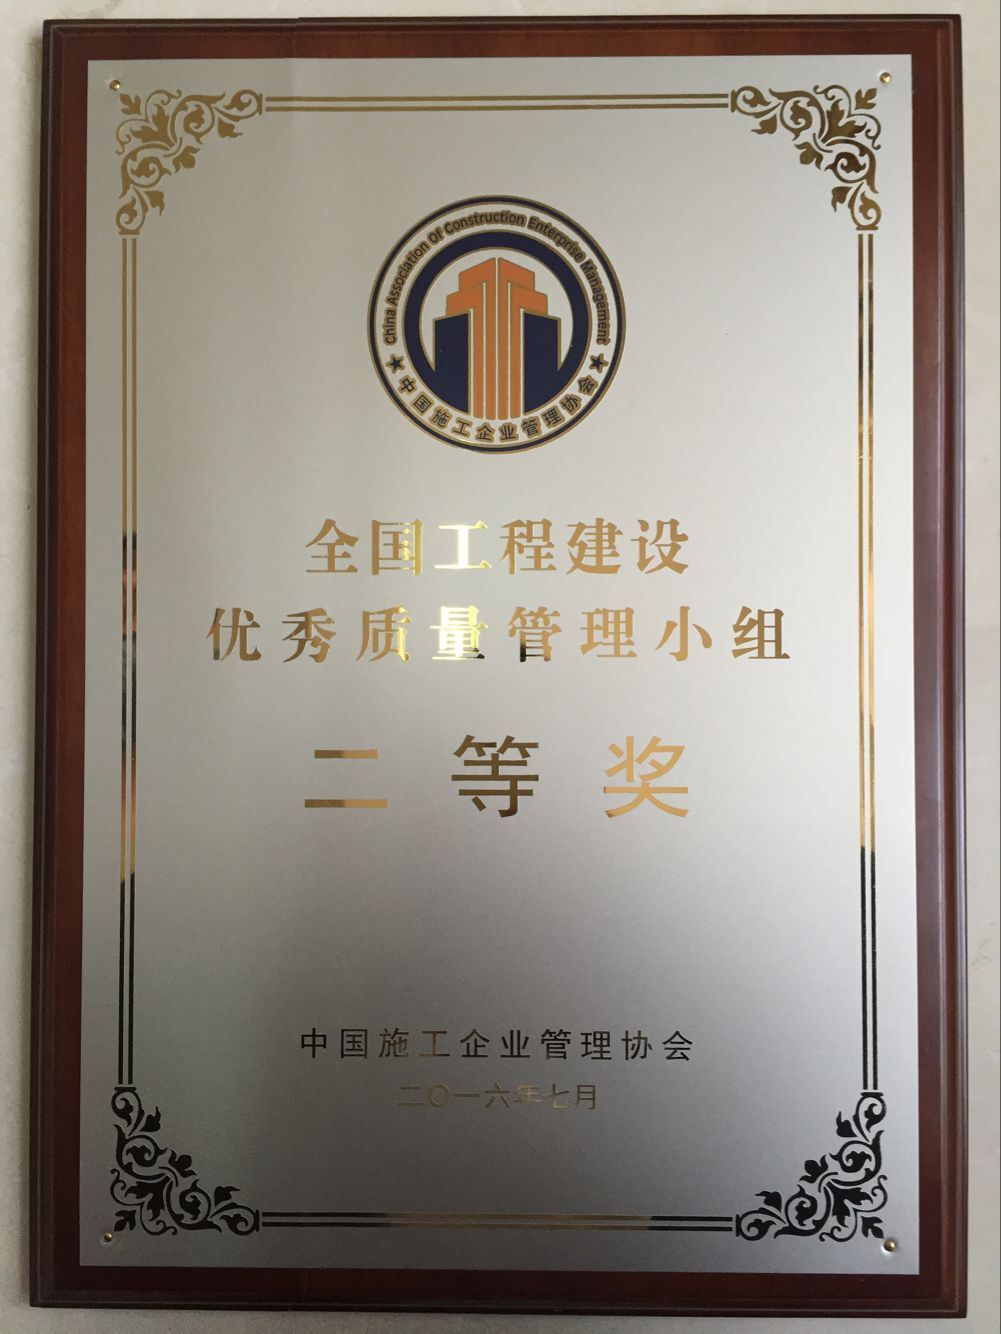 China Association Of Construction Enterprise Management
中国施工企业管理协会
全国工程建设
优秀质量管理小组
二等奖
中国施工企业管理协会
二〇一六年七月